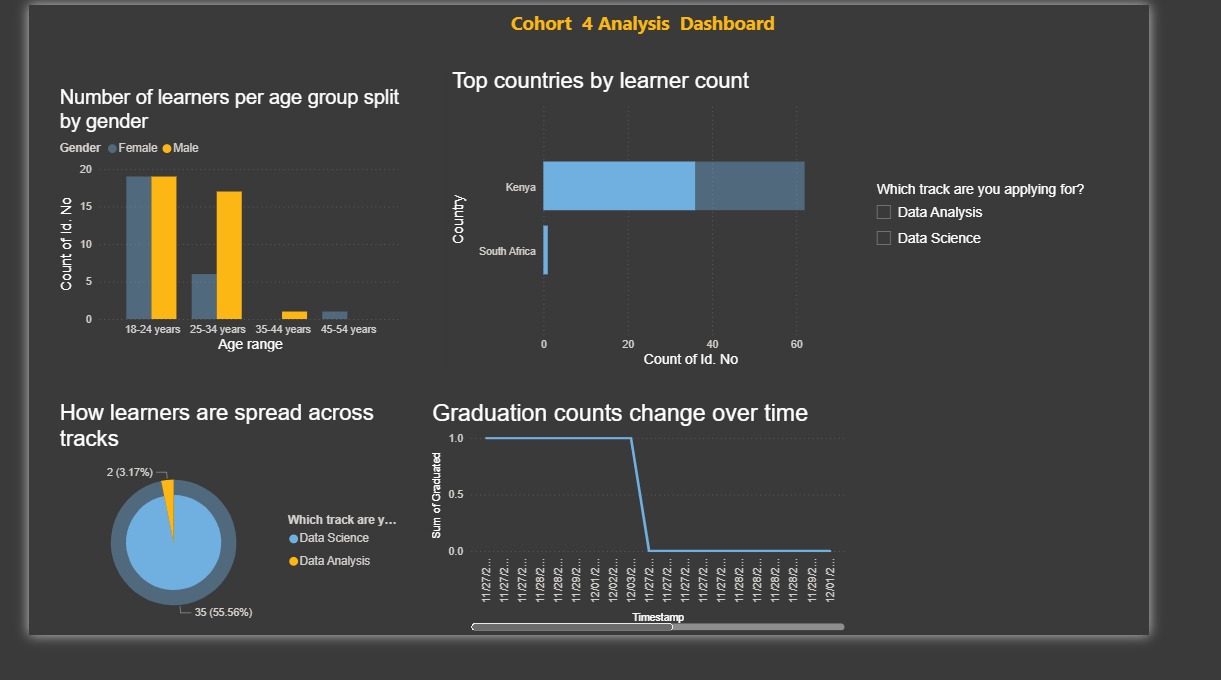 Cohort 4 Analysis Dashboard
Number of learners per age group split
by gender
Gender Female Male
Count of Id. No
20
15
10
5
0
18-24 years 25-34 years 35-44 years 45-54 years
Age range
Top countries by learner count
Country
Kenya
South Africa
0 20 40 60
Count of Id. No
Which track are you applying for?
Data Analysis
Data Science
How learners are spread across
tracks
2 (3.17%)
35 (55.56%)
Which track are y...
Data Science
Data Analysis
Graduation counts change over time
Sum of Graduated
1.0
0.5
0.0
11/27/2...
11/27/2...
11/27/2...
11/28/2...
11/28/2...
11/29/2...
12/01/2...
12/02/2...
12/03/2...
11/27/2...
11/27/2...
11/27/2...
11/27/2...
11/27/2...
11/28/2...
11/28/2...
11/28/2...
11/28/2...
11/29/2...
12/01/2...
Timestamp